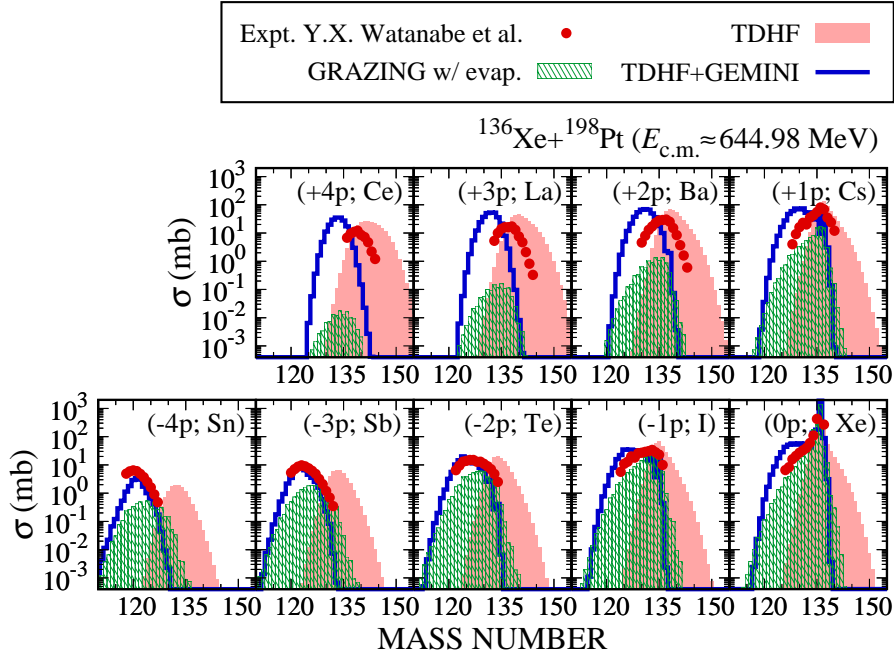 Expt. Y.X. Watanabe et al. TDHF
GRAZING w/ evap. TDHF+GEMINI
¹³⁶Xe+¹⁹⁸Pt (E_c.m.≈644.98 MeV)
(+4p; Ce) (+3p; La) (+2p; Ba) (+1p; Cs)
10³
10²
10¹
10⁰
10⁻¹
10⁻²
10⁻³
σ (mb)
120 135 150 120 135 150 120 135 150 120 135 150
(-4p; Sn) (-3p; Sb) (-2p; Te) (-1p; I) (0p; Xe)
10³
10²
10¹
10⁰
10⁻¹
10⁻²
10⁻³
σ (mb)
120 135 150 120 135 150 120 135 150 120 135 150 120 135 150
MASS NUMBER